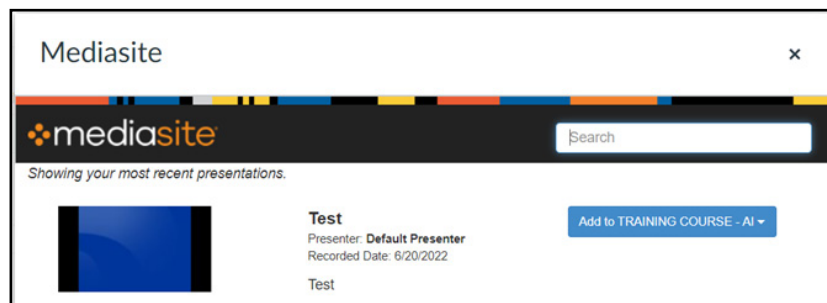 Mediasite
×
mediasite
Search
Showing your most recent presentations.
Test
Presenter: Default Presenter
Recorded Date: 6/20/2022
Test
Add to TRAINING COURSE - AI